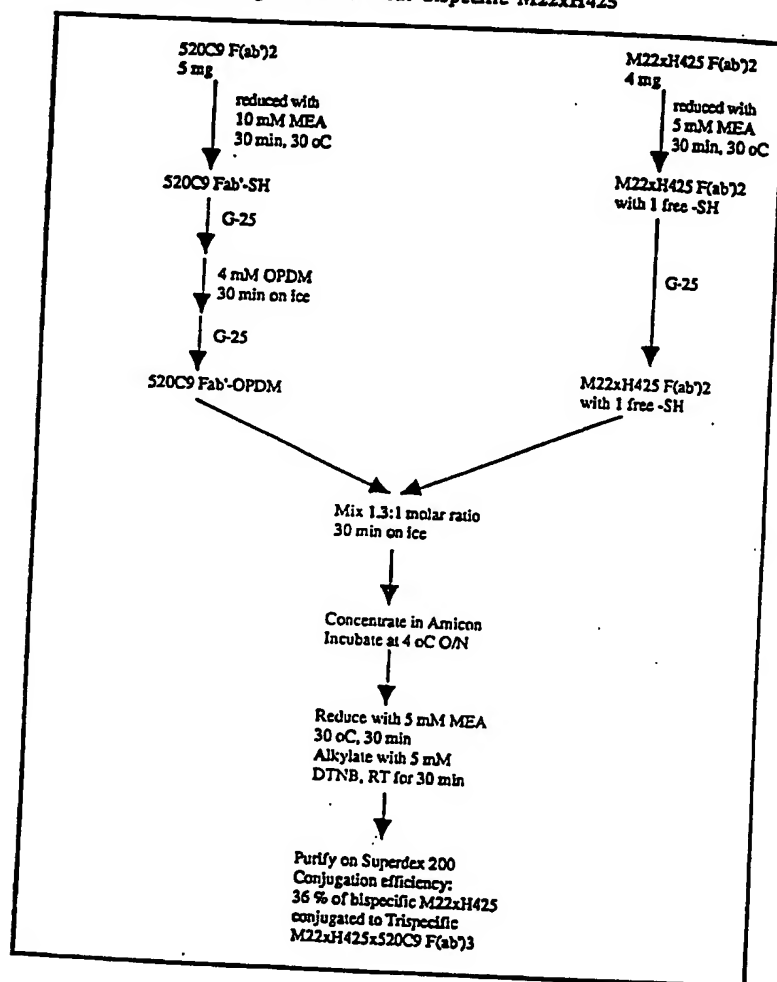 Bispecific M22xH425
520C9 F(ab')2
5 mg
reduced with
10 mM MEA
30 min, 30 oC
520C9 Fab'-SH
G-25
4 mM OPDM
30 min on ice
G-25
520C9 Fab'-OPDM
M22xH425 F(ab')2
4 mg
reduced with
5 mM MEA
30 min, 30 oC
M22xH425 F(ab')2
with 1 free -SH
G-25
M22xH425 F(ab')2
with 1 free -SH
Mix 1.3:1 molar ratio
30 min on ice
Concentrate in Amicon
Incubate at 4 oC O/N
Reduce with 5 mM MEA
30 oC, 30 min
Alkylate with 5 mM
DTNB, RT for 30 min
Purify on Superdex 200
Conjugation efficiency:
36 % of bispecific M22xH425
conjugated to Trispecific
M22xH425x520C9 F(ab')3